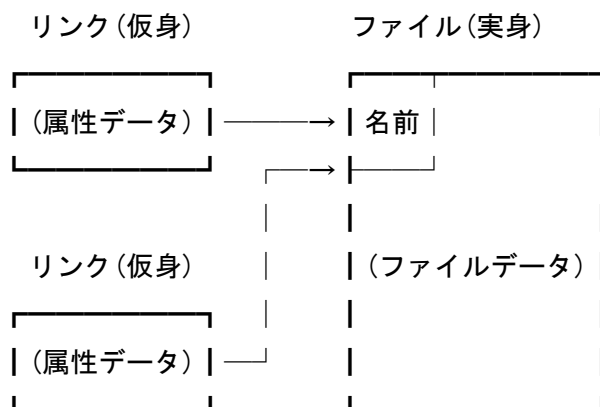 リンク(仮身)　ファイル(実身)
(属性データ)　───→　名前
(ファイルデータ)
リンク(仮身)
(属性データ)